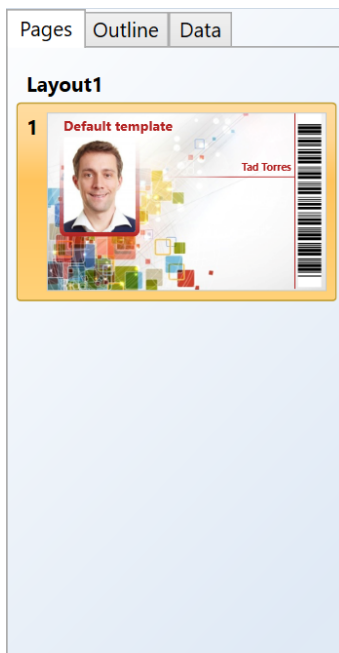 Pages Outline Data
Layout1
1
Default template
Tad Torres